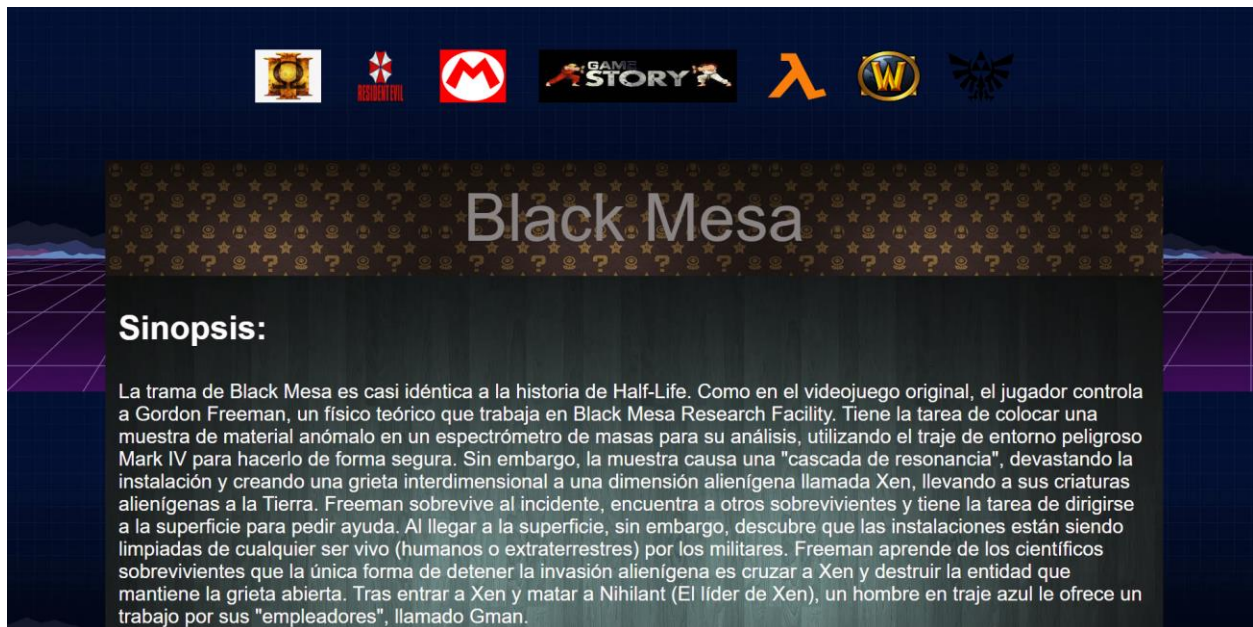 RESIDENT EVIL
M
GAME
STORY
λ
W
Black Mesa
Sinopsis:
La trama de Black Mesa es casi idéntica a la historia de Half-Life. Como en el videojuego original, el jugador controla
a Gordon Freeman, un físico teórico que trabaja en Black Mesa Research Facility. Tiene la tarea de colocar una
muestra de material anómalo en un espectrómetro de masas para su análisis, utilizando el traje de entorno peligroso
Mark IV para hacerlo de forma segura. Sin embargo, la muestra causa una "cascada de resonancia", devastando la
instalación y creando una grieta interdimensional a una dimensión alienígena llamada Xen, llevando a sus criaturas
alienígenas a la Tierra. Freeman sobrevive al incidente, encuentra a otros sobrevivientes y tiene la tarea de dirigirse
a la superficie para pedir ayuda. Al llegar a la superficie, sin embargo, descubre que las instalaciones están siendo
limpiadas de cualquier ser vivo (humanos o extraterrestres) por los militares. Freeman aprende de los científicos
sobrevivientes que la única forma de detener la invasión alienígena es cruzar a Xen y destruir la entidad que
mantiene la grieta abierta. Tras entrar a Xen y matar a Nihilant (El líder de Xen), un hombre en traje azul le ofrece un
trabajo por sus "empleadores", llamado Gman.